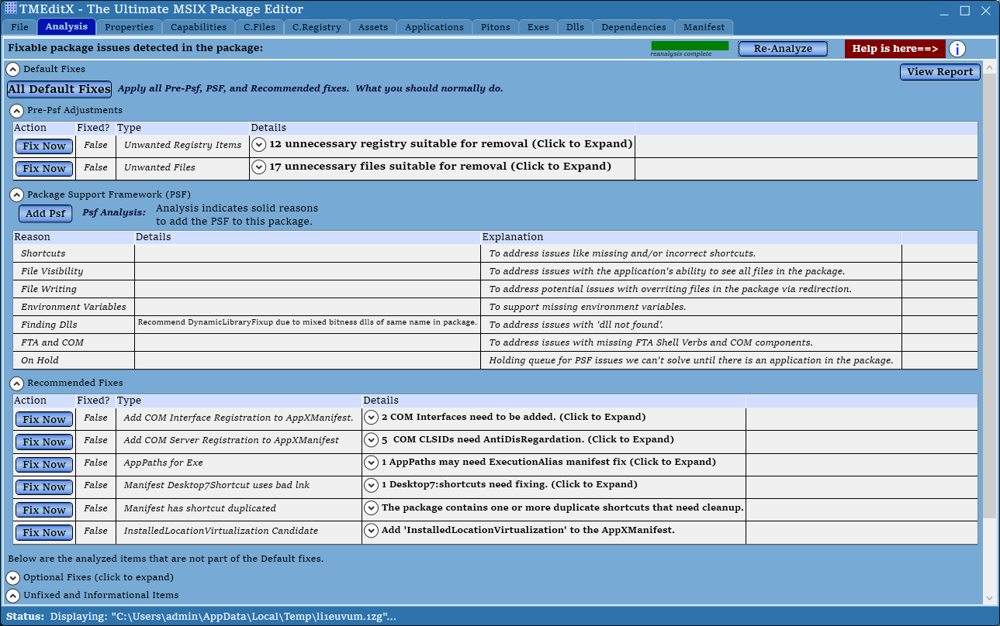 TMEditX - The Ultimate MSIX Package Editor
File Analysis Properties Capabilities C.Files C.Registry Assets Applications Pitons Exes Dlls Dependencies Manifest
Fixable package issues detected in the package: reanalysis complete Re-Analyze Help is here==> i
Default Fixes View Report
All Default Fixes Apply all Pre-Psf, PSF, and Recommended fixes. What you should normally do.
Pre-Psf Adjustments
Action Fixed? Type Details
Fix Now False Unwanted Registry Items 12 unnecessary registry suitable for removal (Click to Expand)
Fix Now False Unwanted Files 17 unnecessary files suitable for removal (Click to Expand)
Package Support Framework (PSF)
Add Psf Psf Analysis: Analysis indicates solid reasons
to add the PSF to this package.
Reason Details Explanation
Shortcuts To address issues like missing and/or incorrect shortcuts.
File Visibility To address issues with the application's ability to see all files in the package.
File Writing To address potential issues with overriting files in the package via redirection.
Environment Variables To support missing environment variables.
Finding Dlls Recommend DynamicLibraryFixup due to mixed bitness dlls of same name in package. To address issues with 'dll not found'.
FTA and COM To address issues with missing FTA Shell Verbs and COM components.
On Hold Holding queue for PSF issues we can't solve until there is an application in the package.
Recommended Fixes
Action Fixed? Type Details
Fix Now False Add COM Interface Registration to AppXManifest. 2 COM Interfaces need to be added. (Click to Expand)
Fix Now False Add COM Server Registration to AppXManifest 5 COM CLSIDs need AntiDisRegardation. (Click to Expand)
Fix Now False AppPaths for Exe 1 AppPaths may need ExecutionAlias manifest fix (Click to Expand)
Fix Now False Manifest Desktop7Shortcut uses bad lnk 1 Desktop7:shortcuts need fixing. (Click to Expand)
Fix Now False Manifest has shortcut duplicated The package contains one or more duplicate shortcuts that need cleanup.
Fix Now False InstalledLocationVirtualization Candidate Add 'InstalledLocationVirtualization' to the AppXManifest.
Below are the analyzed items that are not part of the Default fixes.
Optional Fixes (click to expand)
Unfixed and Informational Items
Status: Displaying: "C:\Users\admin\AppData\Local\Temp\li1euvum.1zg"...